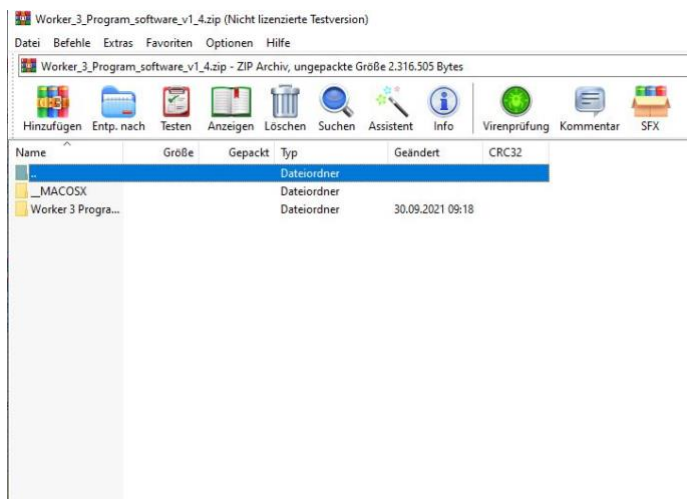 Worker_3_Program_software_v1_4.zip (Nicht lizenzierte Testversion)
Datei Befehle Extras Favoriten Optionen Hilfe
Worker_3_Program_software_v1_4.zip - ZIP Archiv, ungepackte Größe 2.316.505 Bytes
Hinzufügen Entp. nach Testen Anzeigen Löschen Suchen Assistent Info Virenprüfung Kommentar SFX
Name Größe Gepackt Typ Geändert CRC32
.. Dateiordner
__MACOSX Dateiordner
Worker 3 Progra... Dateiordner 30.09.2021 09:18